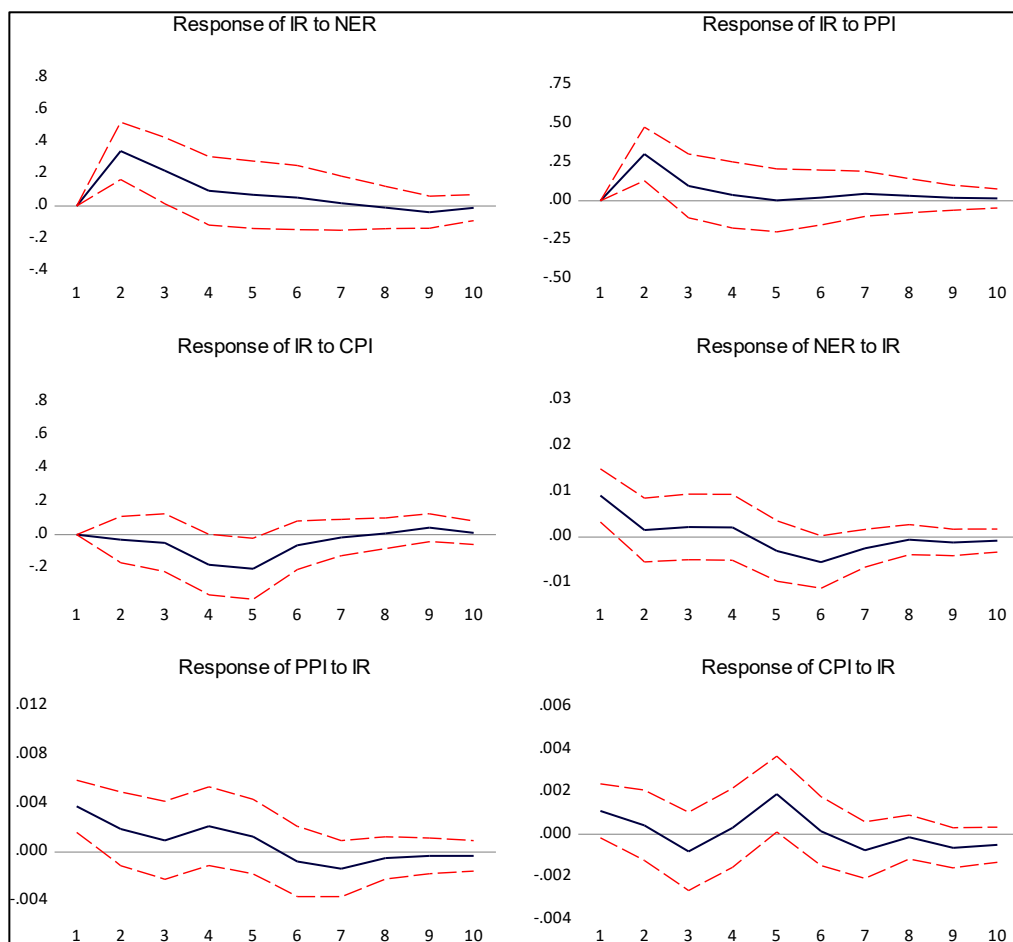 Response of IR to NER
.8
.6
.4
.2
.0
-.2
-.4
1 2 3 4 5 6 7 8 9 10
Response of IR to PPI
.75
.50
.25
.00
-.25
-.50
1 2 3 4 5 6 7 8 9 10
Response of IR to CPI
.8
.6
.4
.2
.0
-.2
1 2 3 4 5 6 7 8 9 10
Response of NER to IR
.03
.02
.01
.00
-.01
1 2 3 4 5 6 7 8 9 10
Response of PPI to IR
.012
.008
.004
.000
-.004
1 2 3 4 5 6 7 8 9 10
Response of CPI to IR
.006
.004
.002
.000
-.002
-.004
1 2 3 4 5 6 7 8 9 10